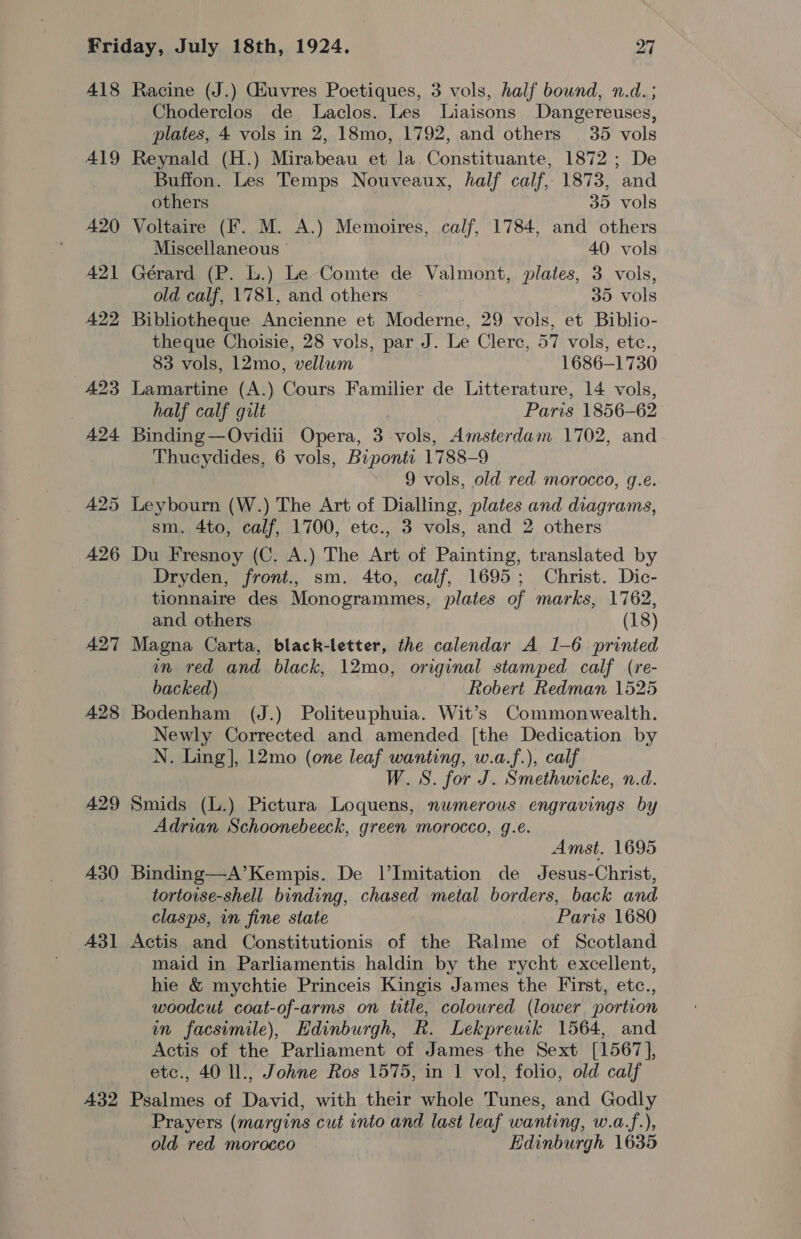 Friday, July 18th, 1924. 27
418 Racine (J.) Œuvres Poetiques, 3 vols, half bound, n.d.;
Choderclos de Laclos. Les Liaisons Dangereuses,
plates, 4 vols in 2, 18mo, 1792, and others 35 vols
419 Reynald (H.) Mirabeau et la Constituante, 1872; De
Buffon. Les Temps Nouveaux, half calf, 1873, and
others 35 vols
420 Voltaire (F. M. A.) Memoires, calf, 1784, and others
Miscellaneous 40 vols
421 Gérard (P. L.) Le Comte de Valmont, plates, 3 vols,
old calf, 1781, and others 35 vols
422 Bibliotheque Ancienne et Moderne, 29 vols, et Biblio-
theque Choisie, 28 vols, par J. Le Clerc, 57 vols, etc.,
83 vols, 12mo, vellum 1686-1730
423 Lamartine (A.) Cours Familier de Litterature, 14 vols,
half calf gilt Paris 1856-62
424 Binding—Ovidii Opera, 3 vols, Amsterdam 1702, and
Thucydides, 6 vols, Biponti 1788-9
9 vols, old red morocco, g.e.
425 Leybourn (W.) The Art of Dialling, plates and diagrams,
sm. 4to, calf, 1700, etc., 3 vols, and 2 others
426 Du Fresnoy (C. A.) The Art of Painting, translated by
Dryden, front., sm. 4to, calf, 1695; Christ. Dic-
tionnaire des Monogrammes, plates of marks, 1762,
and others (18)
427 Magna Carta, black-letter, the calendar A 1-6 printed
in red and black, 12mo, original stamped calf (re-
backed) Robert Redman 1525
428 Bodenham (J.) Politeuphuia. Wit's Commonwealth.
Newly Corrected and amended [the Dedication by
N. Ling], 12mo (one leaf wanting, w.a.f.), calf
W. S. for J. Smethwicke, n.d.
429 Smids (L.) Pictura Loquens, numerous engravings by
Adrian Schoonebeeck, green morocco, g.e.
Amst. 1695
430 Binding—A'Kempis. De l'Imitation de Jesus-Christ,
tortoise-shell binding, chased metal borders, back and
clasps, in fine state Paris 1680
431 Actis and Constitutionis of the Ralme of Scotland
maid in Parliamentis haldin by the rycht excellent,
hie & mychtie Princeis Kingis James the First, etc.,
woodcut coat-of-arms on title, coloured (lower portion
in facsimile), Edinburgh, R. Lekpreuik 1564, and
Actis of the Parliament of James the Sext [1567],
etc., 40 ll., Johne Ros 1575, in 1 vol, folio, old calf
432 Psalmes of David, with their whole Tunes, and Godly
Prayers (margins cut into and last leaf wanting, w.a.f.),
old red morocco Edinburgh 1635